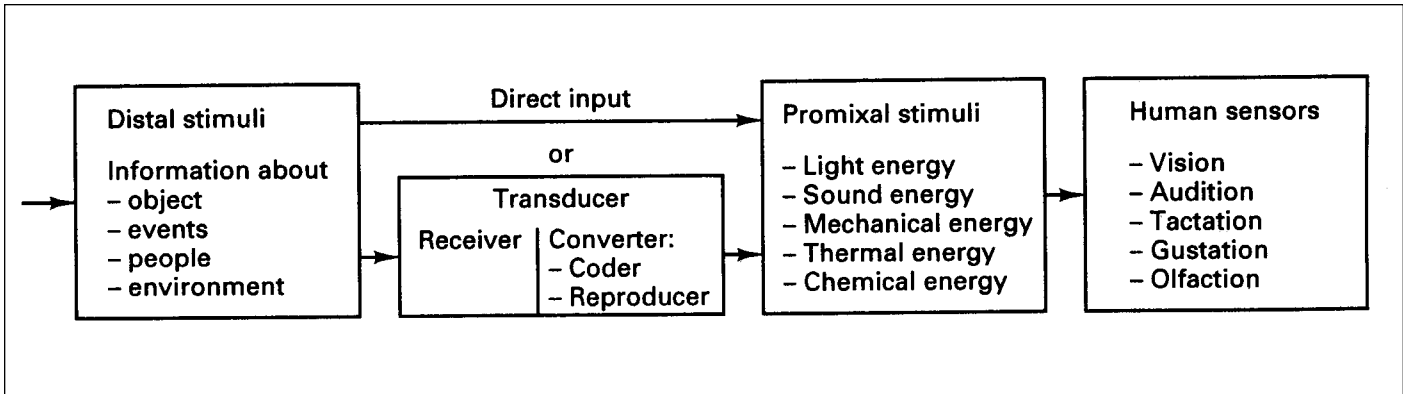 Distal stimuli
Information about
– object
– events
– people
– environment
Direct input
or
Transducer
Receiver
Converter:
– Coder
– Reproducer
Promixal stimuli
– Light energy
– Sound energy
– Mechanical energy
– Thermal energy
– Chemical energy
Human sensors
– Vision
– Audition
– Tactation
– Gustation
– Olfaction